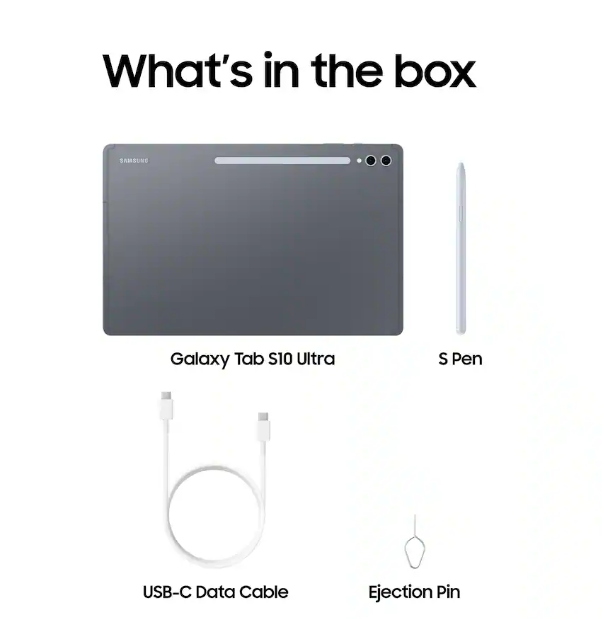 What's in the box
SAMSUNG
Galaxy Tab S10 Ultra
S Pen
USB-C Data Cable
Ejection Pin